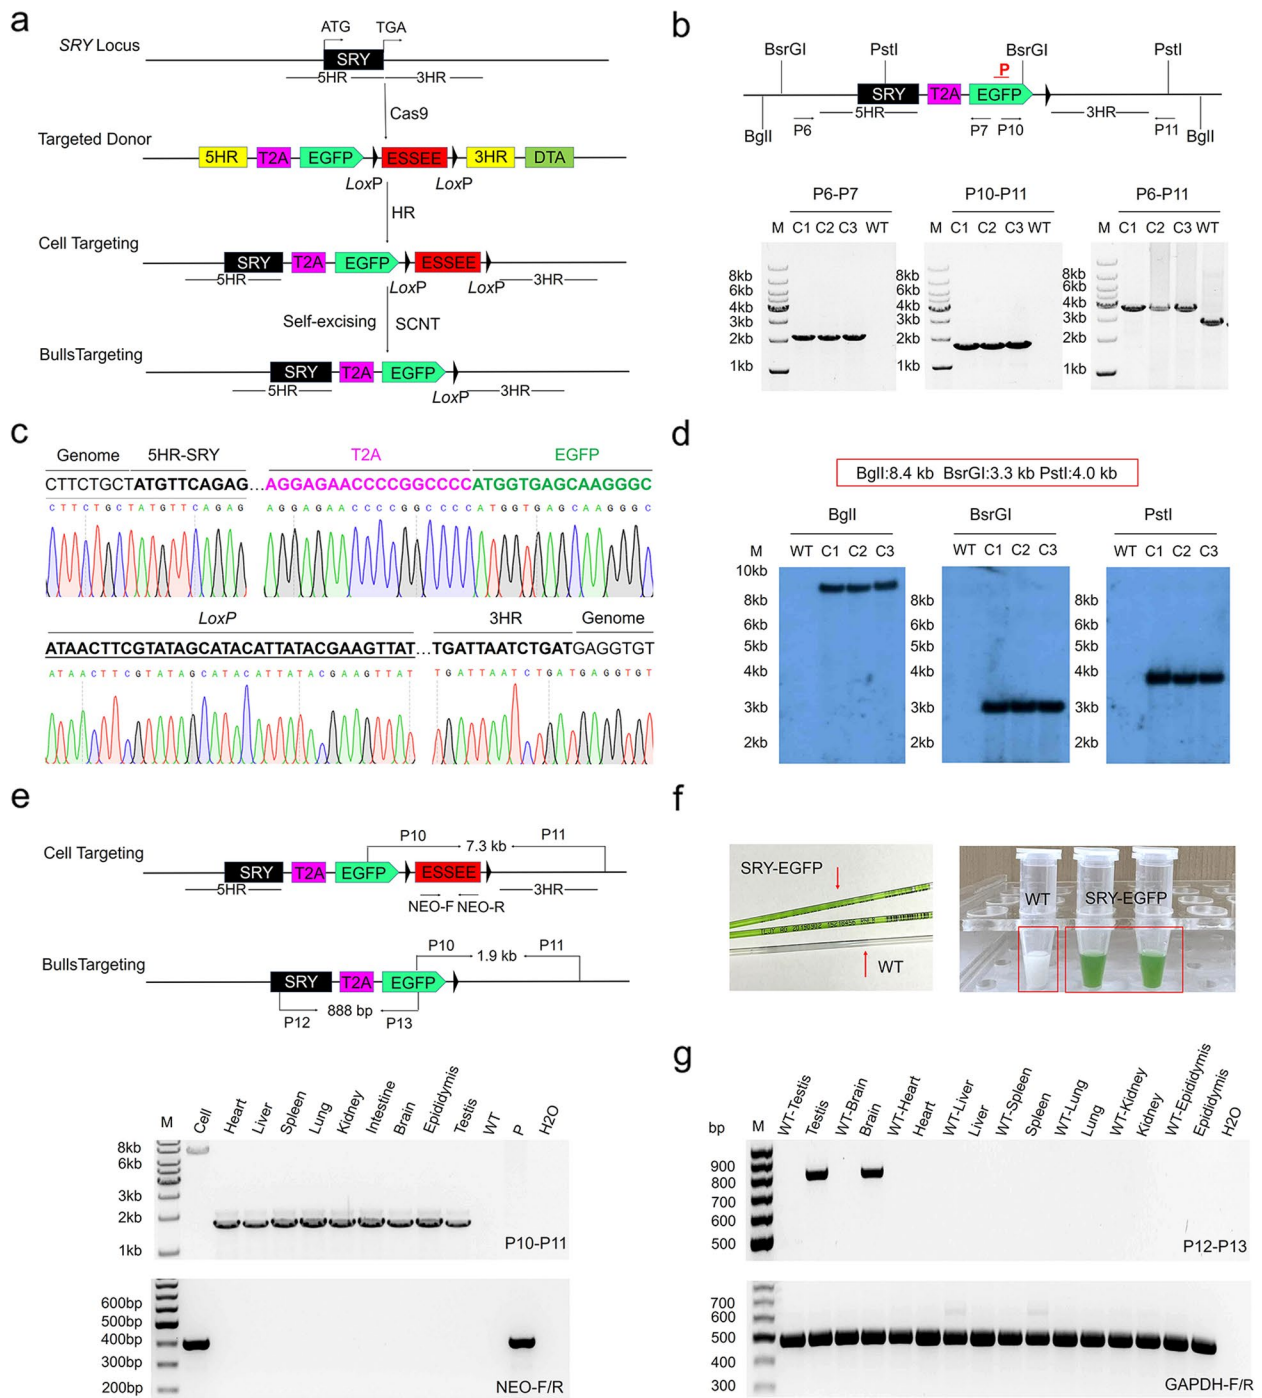 a
ATG TGA
SRY Locus
SRY
5HR 3HR
Cas9
Targeted Donor
5HR T2A EGFP ESSEE 3HR DTA
LoxP LoxP
HR
Cell Targeting
SRY T2A EGFP ESSEE
5HR LoxP LoxP 3HR
Self-excising SCNT
BullsTargeting
SRY T2A EGFP
5HR LoxP 3HR
b
BsrGI PstI BsrGI PstI
P
SRY T2A EGFP
5HR 3HR
BglI P6 P7 P10 P11 BglI
P6-P7 P10-P11 P6-P11
M C1 C2 C3 WT M C1 C2 C3 WT M C1 C2 C3 WT
8kb 8kb 8kb
6kb 6kb 6kb
4kb 4kb 4kb
3kb 3kb 3kb
2kb 2kb 2kb
1kb 1kb 1kb
c
Genome 5HR-SRY T2A EGFP
CTTCTGCTATGTTCAGAG...AGGAGAACCCCGGCCCCATGGTGAGCAAGGGC
CTTCTGCTATGTTCAGAG AGGAGAACCCCGGCCCCATGGTGAGCAAGGGC
LoxP 3HR Genome
ATAACTTCGTATAGCATACATTATACGAAGTTAT...TGATTAATCTGATGAGGTGT
ATAACTTCGTATAGCATACATTATACGAAGTTAT TGATTAATCTGATGAGGTGT
d
BglI:8.4 kb BsrGI:3.3 kb PstI:4.0 kb
BglI BsrGI PstI
M WT C1 C2 C3 WT C1 C2 C3 WT C1 C2 C3
10kb
8kb 8kb 8kb
6kb 6kb 6kb
5kb 5kb 5kb
4kb 4kb 4kb
3kb 3kb 3kb
2kb 2kb 2kb
e
P10 P11
Cell Targeting 7.3 kb
SRY T2A EGFP ESSEE
5HR 3HR
NEO-F NEO-R
P10 P11
BullsTargeting 1.9 kb
SRY T2A EGFP
888 bp
P12 P13
M Cell Heart Liver Spleen Lung Kidney Intestine Brain Epididymis Testis WT P H2O
8kb
6kb
3kb
2kb
1kb
P10-P11
600bp
500bp
400bp
300bp
200bp
NEO-F/R
f
SRY-EGFP
WT
WT SRY-EGFP
g
bp M WT-Testis Testis WT-Brain Brain WT-Heart Heart WT-Liver Liver WT-Spleen Spleen WT-Lung Lung WT-Kidney Kidney WT-Epididymis Epididymis H2O
900
800
700
600
500
P12-P13
700
600
500
400
300
GAPDH-F/R